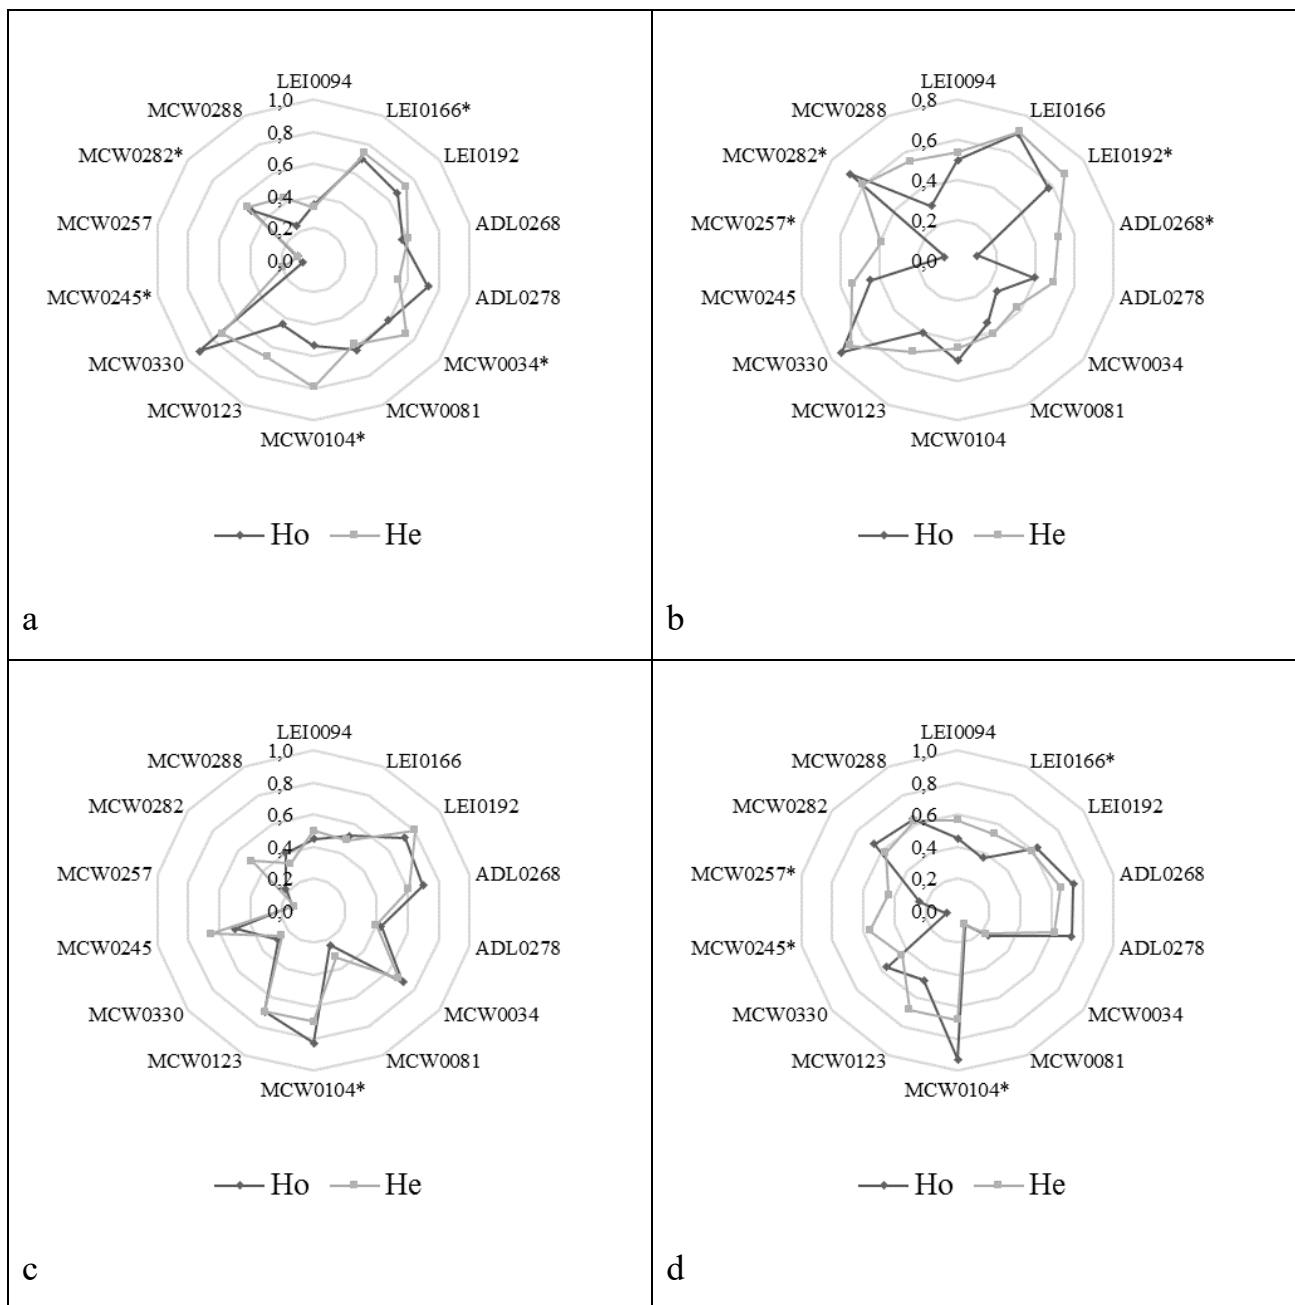 LEI0094
1,0
MCW0288
LEI0166*
0,8
MCW0282*
0,6
LEI0192
0,4
MCW0257
0,2
ADL0268
0,0
MCW0245*
ADL0278
MCW0330
MCW0034*
MCW0123
MCW0081
MCW0104*
Ho He
a
LEI0094
0,8
MCW0288
LEI0166
0,6
MCW0282*
LEI0192*
0,4
MCW0257*
0,2
ADL0268*
0,0
MCW0245
ADL0278
MCW0330
MCW0034
MCW0123
MCW0081
MCW0104
Ho He
b
LEI0094
1,0
MCW0288
LEI0166
0,8
MCW0282
0,6
LEI0192
0,4
MCW0257
0,2
ADL0268
0,0
MCW0245
ADL0278
MCW0330
MCW0034
MCW0123
MCW0081
MCW0104*
Ho He
c
LEI0094
1,0
MCW0288
LEI0166*
0,8
MCW0282
0,6
LEI0192
0,4
MCW0257*
0,2
ADL0268
0,0
MCW0245*
ADL0278
MCW0330
MCW0034
MCW0123
MCW0081
MCW0104*
Ho He
d